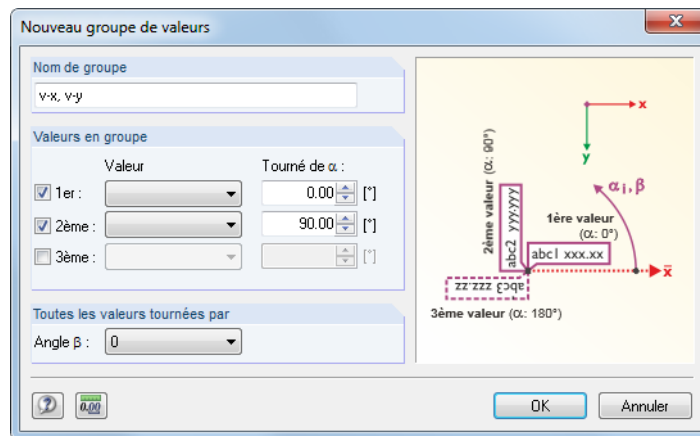 Nouveau groupe de valeurs
Nom de groupe
v-x, v-y
Valeurs en groupe
Valeur Tourné de α :
1er : 0.00 [°]
2ème : 90.00 [°]
3ème : [°]
Toutes les valeurs tournées par
Angle β : 0
x
y
αi, β
2ème valeur (α: 90°)
abc2 yyy.yyy
1ère valeur
(α: 0°)
abc1 xxx.xx
x̅
abc3 zzz.zz
3ème valeur (α: 180°)
0.00
OK Annuler